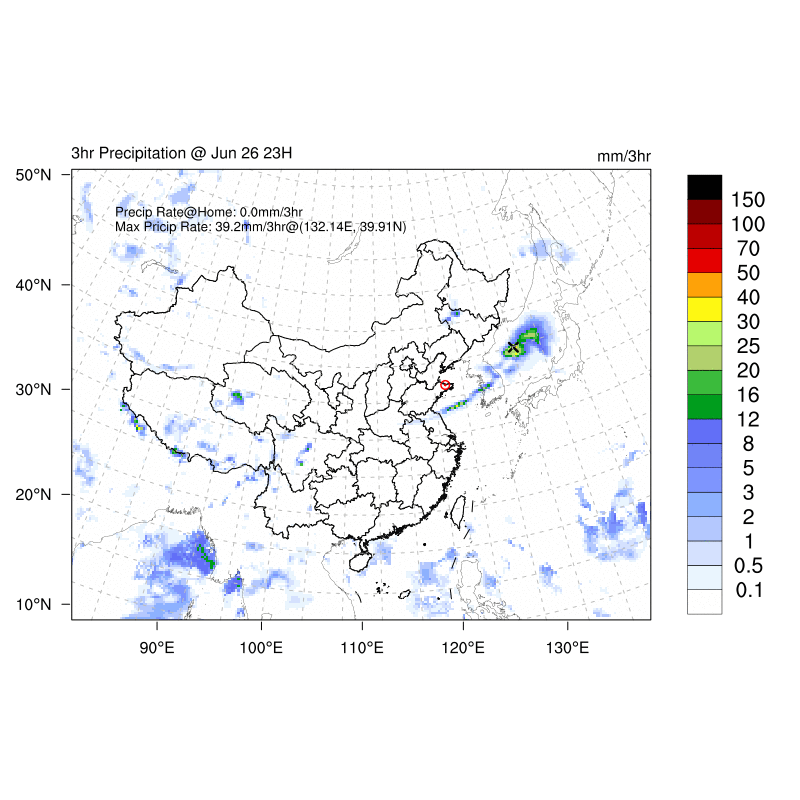 3hr Precipitation @ Jun 26 23H
mm/3hr
Precip Rate@Home: 0.0mm/3hr
Max Pricip Rate: 39.2mm/3hr@(132.14E, 39.91N)
50°N
40°N
30°N
20°N
10°N
90°E
100°E
110°E
120°E
130°E
150
100
70
50
40
30
25
20
16
12
8
5
3
2
1
0.5
0.1